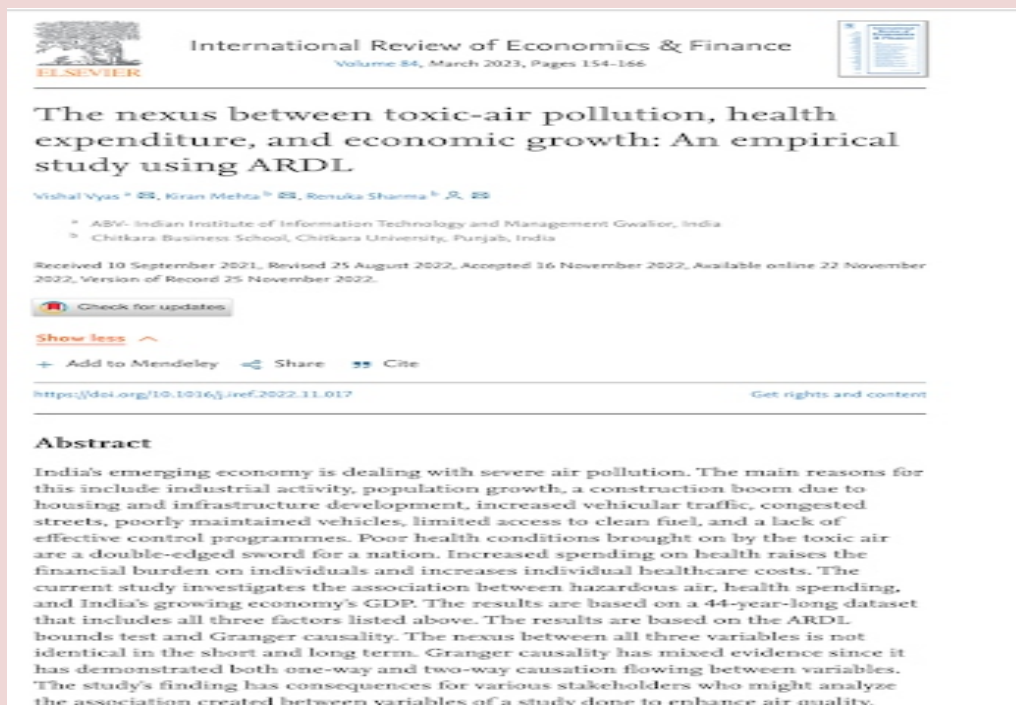 International Review of Economics & Finance
Volume 84, March 2023, Pages 154-166
ELSEVIER
The nexus between toxic-air pollution, health
expenditure, and economic growth: An empirical
study using ARDL
Vishal Vyas a, Kiran Mehta b, Renuka Sharma b
a ABV- Indian Institute of Information Technology and Management Gwalior, India
b Chitkara Business School, Chitkara University, Punjab, India
Received 10 September 2021, Revised 25 August 2022, Accepted 16 November 2022, Available online 22 November
2022, Version of Record 25 November 2022.
Check for updates
Show less
+ Add to Mendeley Share Cite
https://doi.org/10.1016/j.iref.2022.11.017 Get rights and content
Abstract
India's emerging economy is dealing with severe air pollution. The main reasons for
this include industrial activity, population growth, a construction boom due to
housing and infrastructure development, increased vehicular traffic, congested
streets, poorly maintained vehicles, limited access to clean fuel, and a lack of
effective control programmes. Poor health conditions brought on by the toxic air
are a double-edged sword for a nation. Increased spending on health raises the
financial burden on individuals and increases individual healthcare costs. The
current study investigates the association between hazardous air, health spending,
and India's growing economy's GDP. The results are based on a 44-year-long dataset
that includes all three factors listed above. The results are based on the ARDL
bounds test and Granger causality. The nexus between all three variables is not
identical in the short and long term. Granger causality has mixed evidence since it
has demonstrated both one-way and two-way causation flowing between variables.
The study's finding has consequences for various stakeholders who might analyze
the association created between variables of a study done to enhance air quality.